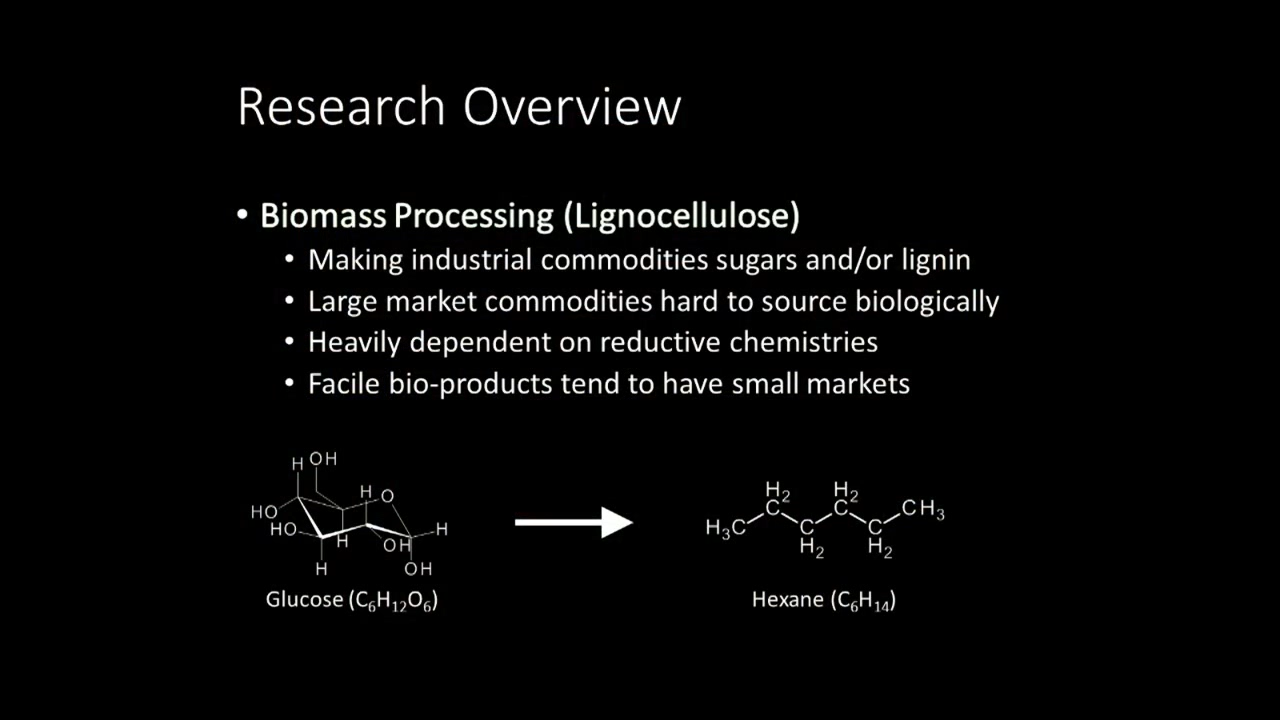 Research Overview
• Biomass Processing (Lignocellulose)
• Making industrial commodities sugars and/or lignin
• Large market commodities hard to source biologically
• Heavily dependent on reductive chemistries
• Facile bio-products tend to have small markets
H OH
H O
HO
HO H
H OH
H OH
H₂ H₂
C C CH₃
H₃C C C
H₂ H₂
Glucose (C₆H₁₂O₆)
Hexane (C₆H₁₄)